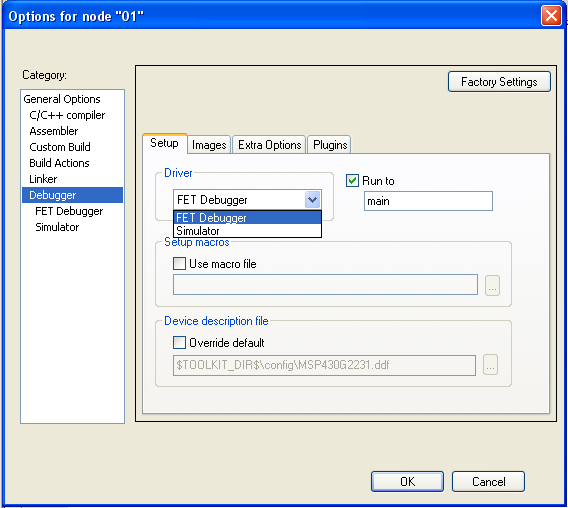 Options for node "01"
Category:
Factory Settings
General Options
C/C++ compiler
Assembler
Custom Build
Build Actions
Linker
Debugger
FET Debugger
Simulator
Setup
Images
Extra Options
Plugins
Driver
FET Debugger
FET Debugger
Simulator
Run to
main
Setup macros
Use macro file
...
Device description file
Override default
$TOOLKIT_DIR$\config\MSP430G2231.ddf
...
OK
Cancel